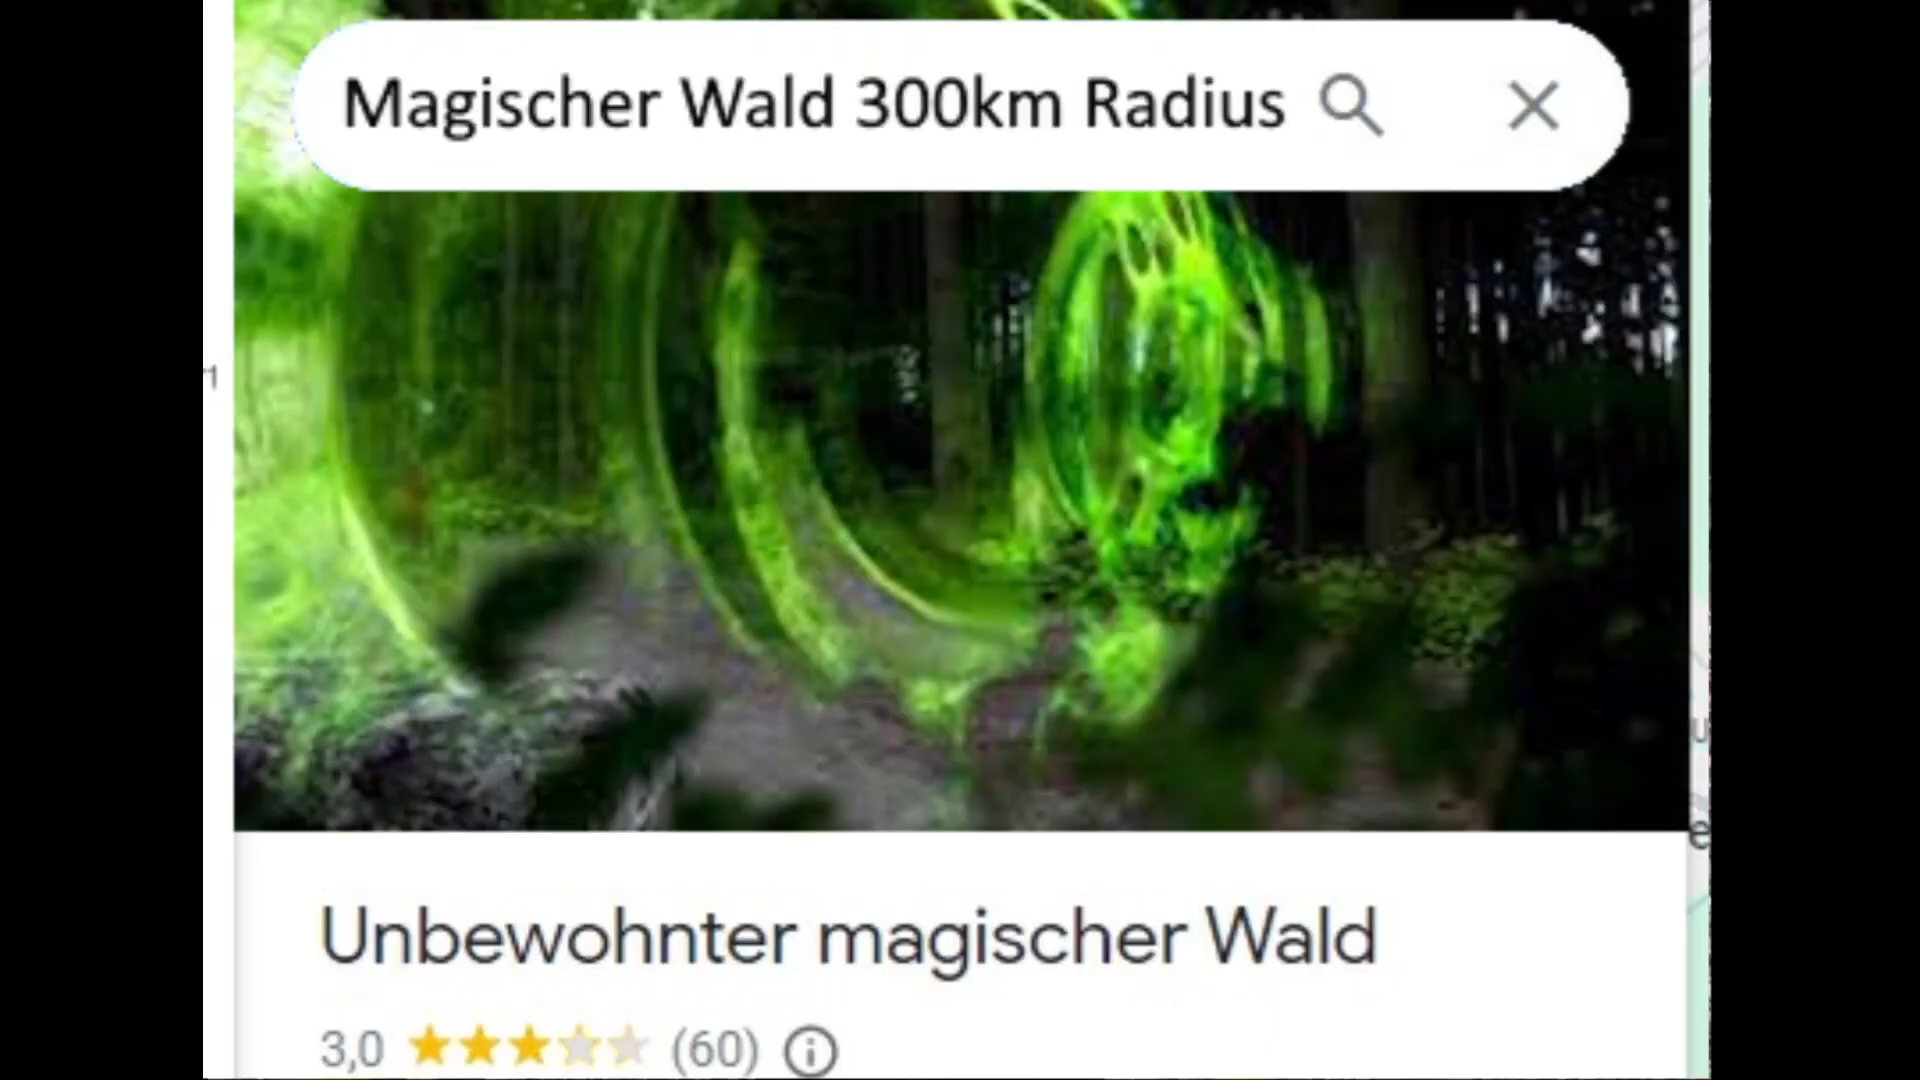 Magischer Wald 300km Radius
Unbewohnter magischer Wald
3,0 (60)